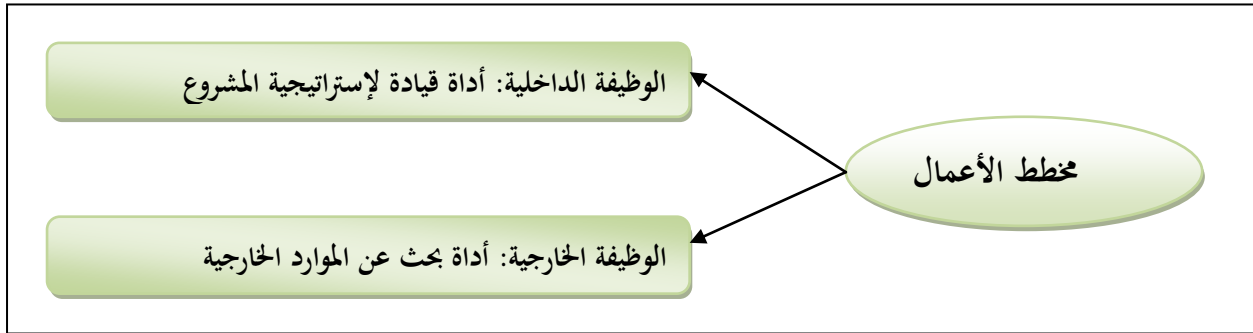 الوظيفة الداخلية: أداة قيادة لإستراتيجية المشروع
مخطط الأعمال
الوظيفة الخارجية: أداة بحث عن الموارد الخارجية